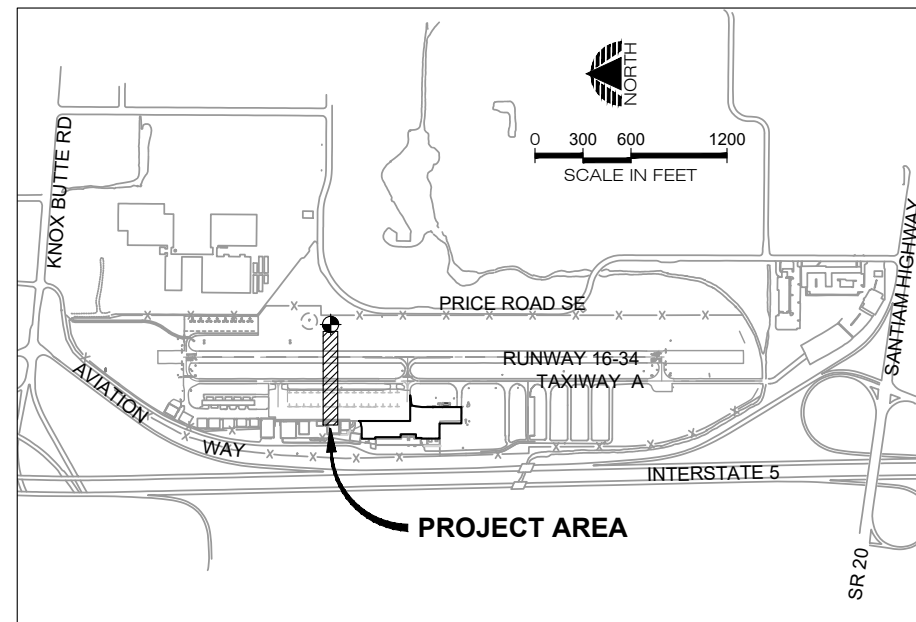 NORTH
0 300 600 1200
SCALE IN FEET
KNOX BUTTE RD
SANTIAM HIGHWAY
PRICE ROAD SE
RUNWAY 16-34
TAXIWAY A
AVIATION
WAY
INTERSTATE 5
PROJECT AREA
SR 20